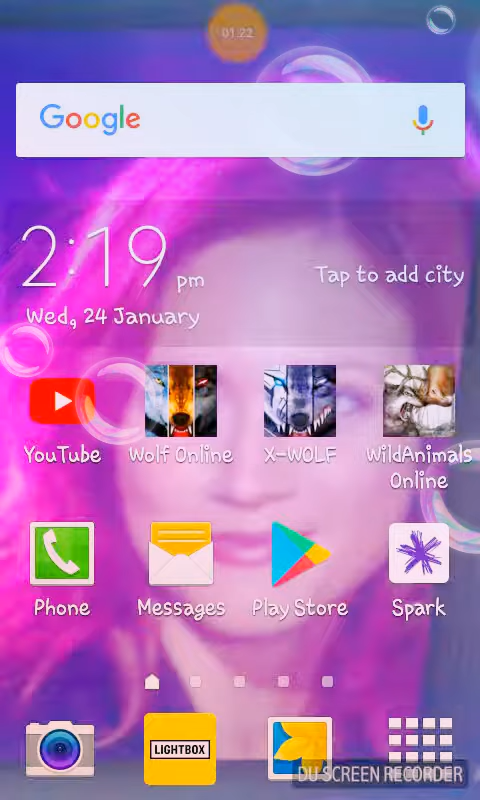 01:22
Google
2:19 pm
Tap to add city
Wed, 24 January
YouTube
Wolf Online
X-WOLF
WildAnimals
Online
Phone
Messages
Play Store
Spark
LIGHTBOX
DU SCREEN RECORDER